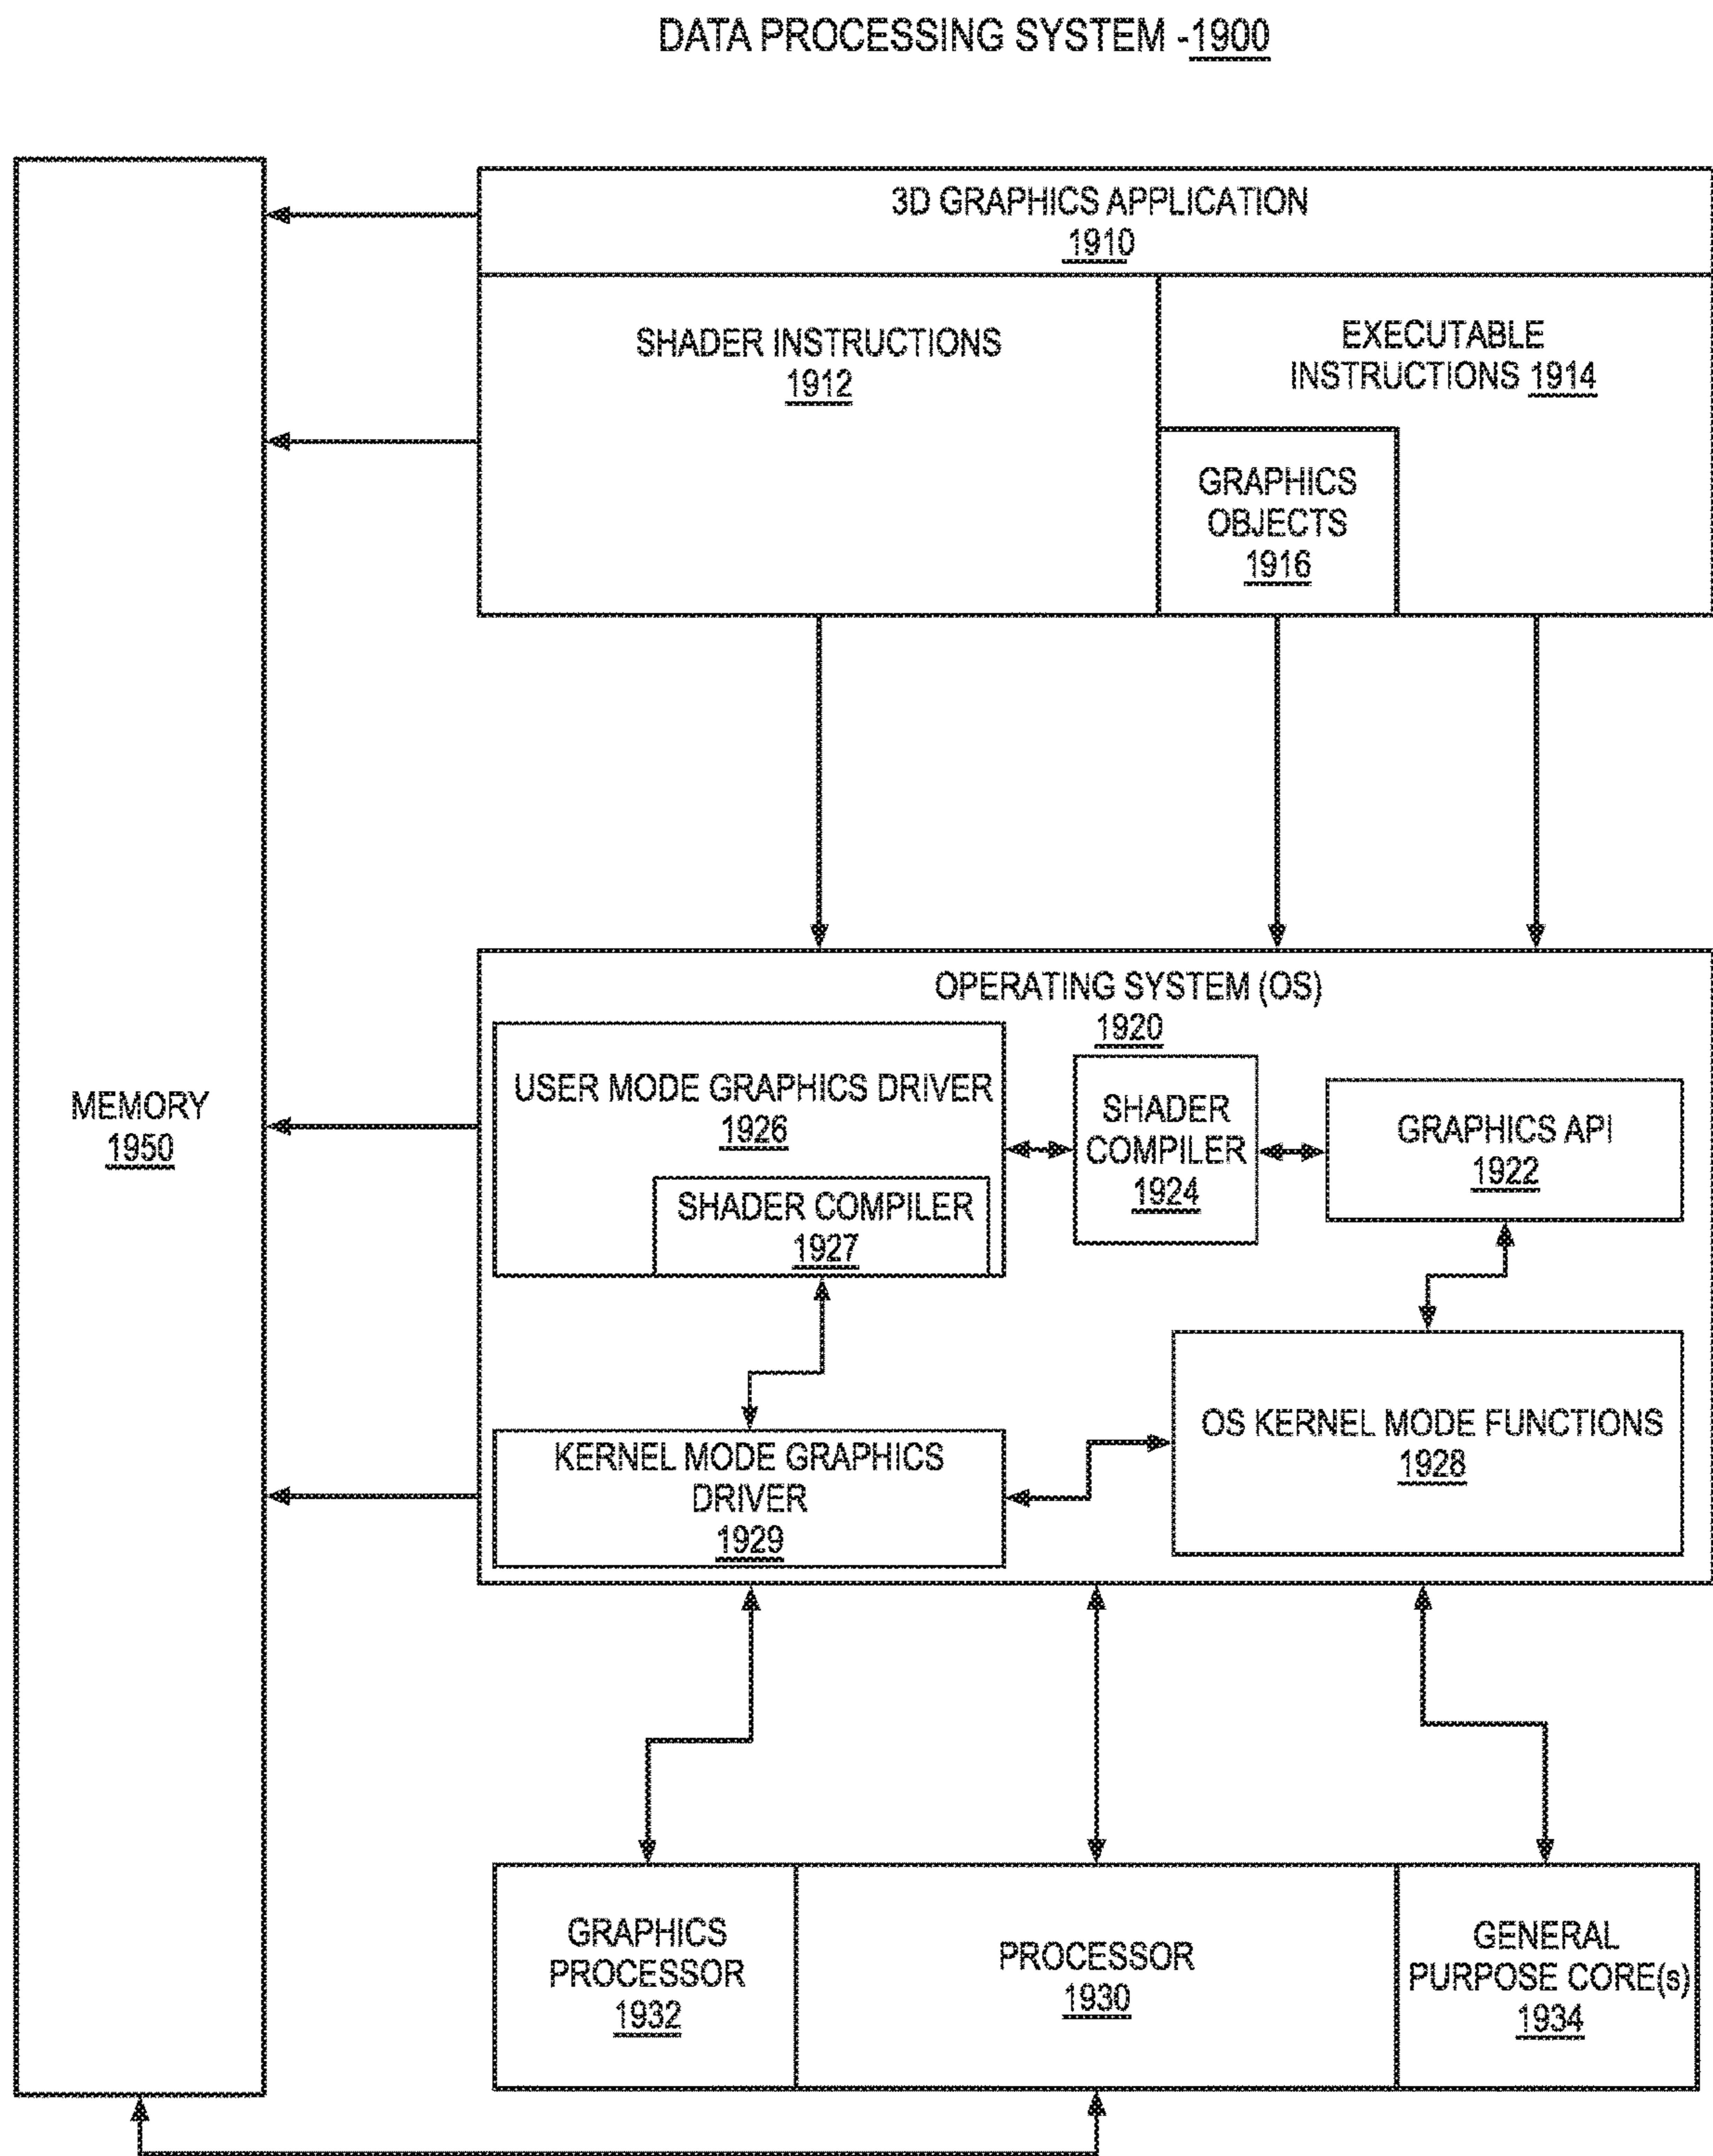 DATA PROCESSING SYSTEM -1900
3D GRAPHICS APPLICATION
1910
SHADER INSTRUCTIONS
1912
EXECUTABLE
INSTRUCTIONS 1914
GRAPHICS
OBJECTS
1916
MEMORY
1950
OPERATING SYSTEM (OS)
1920
USER MODE GRAPHICS DRIVER
1926
SHADER COMPILER
1927
SHADER
COMPILER
1924
GRAPHICS API
1922
KERNEL MODE GRAPHICS
DRIVER
1929
OS KERNEL MODE FUNCTIONS
1928
GRAPHICS
PROCESSOR
1932
PROCESSOR
1930
GENERAL
PURPOSE CORE(s)
1934